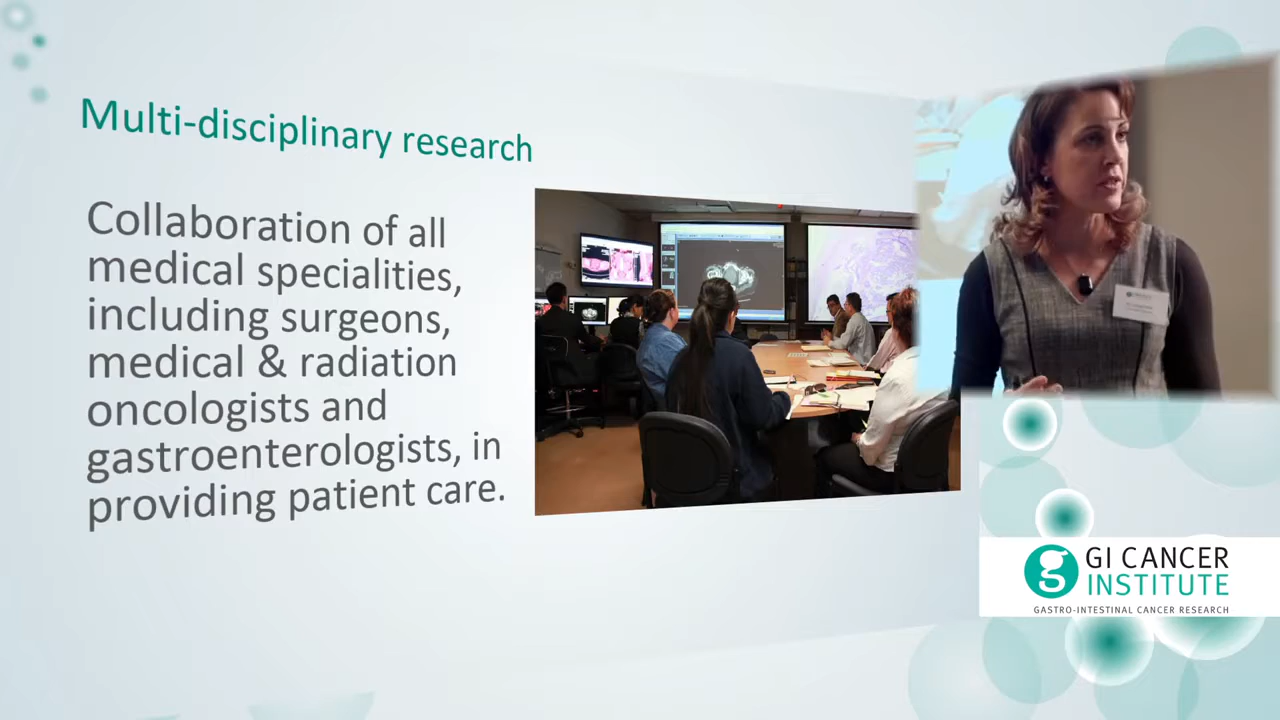 Multi-disciplinary research
Collaboration of all
medical specialities,
including surgeons,
medical & radiation
oncologists and
gastroenterologists, in
providing patient care.
GI CANCER
INSTITUTE
GASTRO-INTESTINAL CANCER RESEARCH